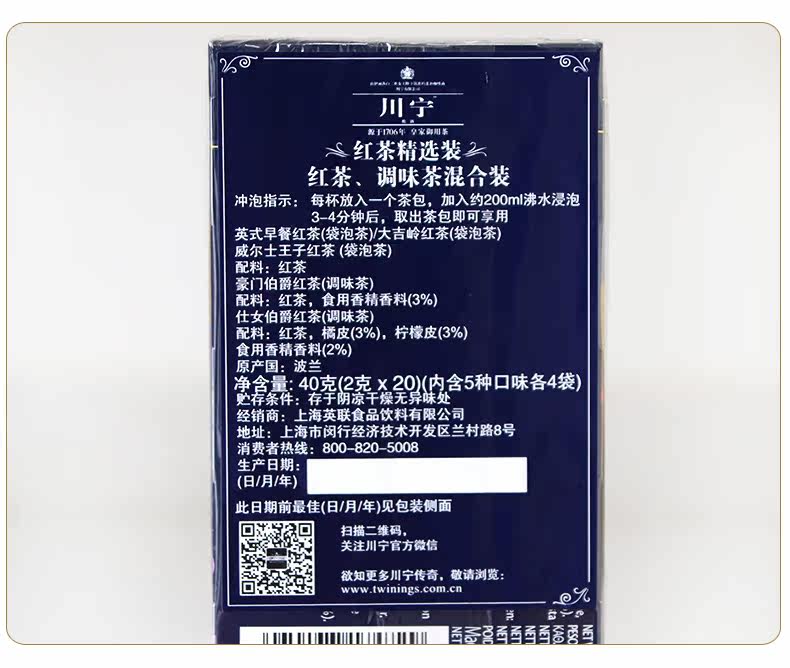 川宁
源于1706年 皇家御用茶
红茶精选装
红茶、调味茶混合装
冲泡指示： 每杯放入一个茶包，加入约200ml沸水浸泡
3-4分钟后，取出茶包即可享用
英式早餐红茶(袋泡茶)/大吉岭红茶(袋泡茶)
威尔士王子红茶 (袋泡茶)
配料：红茶
豪门伯爵红茶(调味茶)
配料：红茶，食用香精香料(3%)
仕女伯爵红茶(调味茶)
配料：红茶，橘皮(3%)，柠檬皮(3%)
食用香精香料(2%)
原产国：波兰
净含量: 40克(2克 x 20)(内含5种口味各4袋)
贮存条件：存于阴凉干燥无异味处
经销商：上海英联食品饮料有限公司
地址：上海市闵行经济技术开发区兰村路8号
消费者热线：800-820-5008
生产日期：
(日/月/年)
此日期前最佳(日/月/年)见包装侧面
扫描二维码，
关注川宁官方微信
欲知更多川宁传奇，敬请浏览：
www.twinings.com.cn